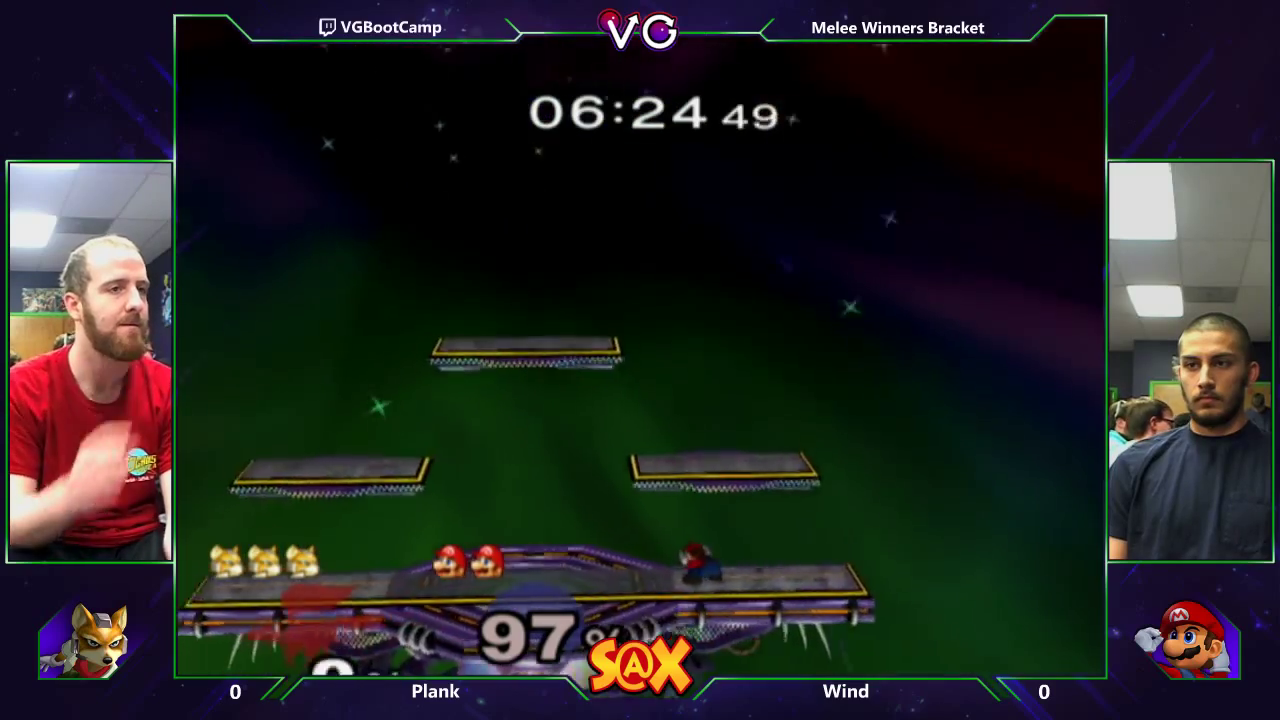 VGBootCamp
VG
Melee Winners Bracket
06:24 49
97%
S@X
0
Plank
Wind
0